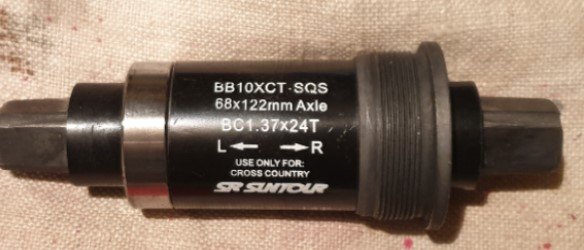 BB10XCT-SQS
68x122mm Axle
BC1.37x24T
L R
USE ONLY FOR:
CROSS COUNTRY
SR SUNTOUR